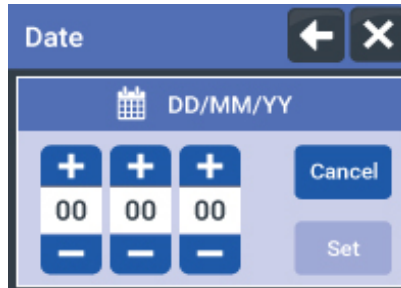 Date
DD/MM/YY
+ + +
Cancel
00 00 00
− − −
Set